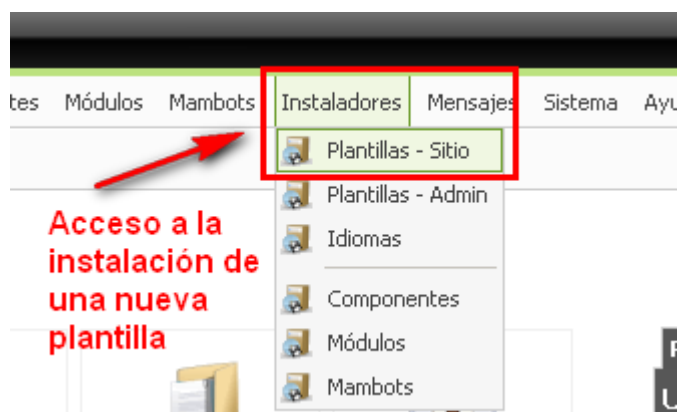 tes Módulos Mambots Instaladores Mensajes Sistema Ayu
Plantillas - Sitio
Plantillas - Admin
Idiomas
Componentes
Módulos
Mambots
Acceso a la
instalación de
una nueva
plantilla